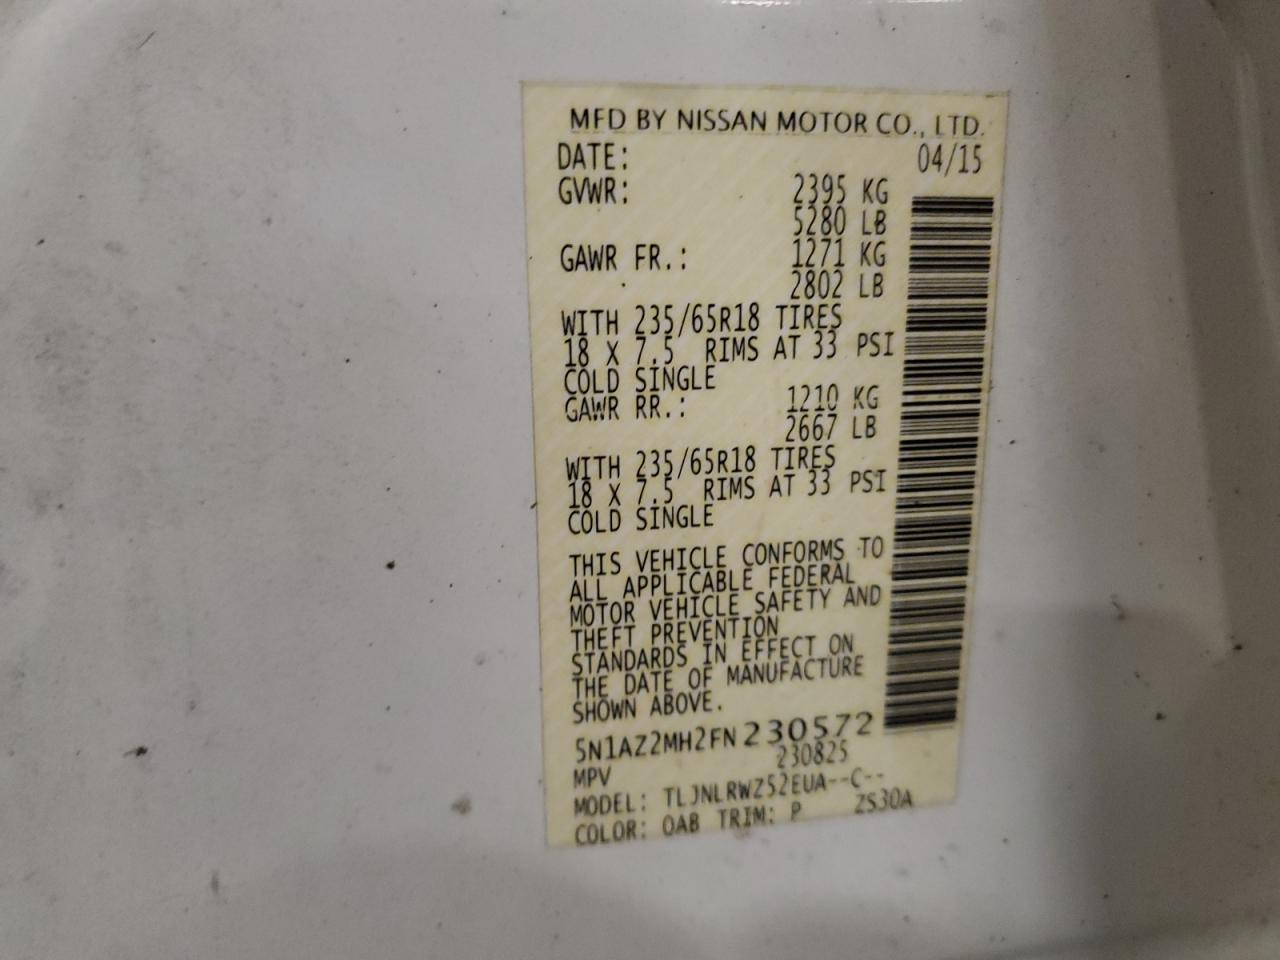 MFD BY NISSAN MOTOR CO., LTD.
DATE: 04/15
GVWR: 2395 KG
5280 LB
GAWR FR.: 1271 KG
2802 LB
WITH 235/65R18 TIRES
18 X 7.5 RIMS AT 33 PSI
COLD SINGLE
GAWR RR.: 1210 KG
2667 LB
WITH 235/65R18 TIRES
18 X 7.5 RIMS AT 33 PSI
COLD SINGLE
THIS VEHICLE CONFORMS TO
ALL APPLICABLE FEDERAL
MOTOR VEHICLE SAFETY AND
THEFT PREVENTION
STANDARDS IN EFFECT ON
THE DATE OF MANUFACTURE
SHOWN ABOVE.
5N1AZ2MH2FN230572
230825
MPV
MODEL: TLJNLRWZ52EUA--C--
COLOR: QAB TRIM: P ZS30A